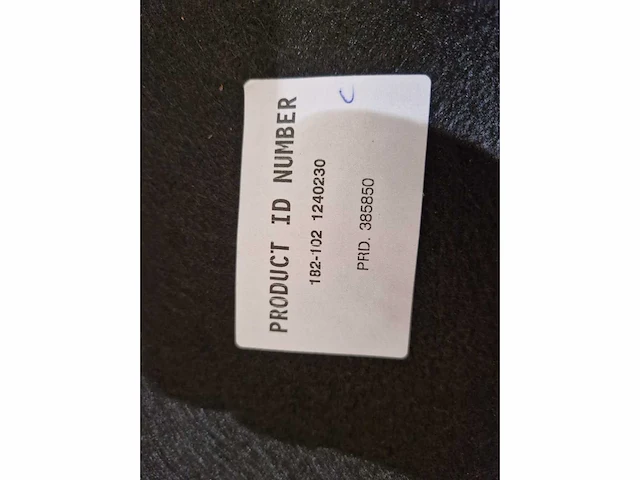 PRODUCT ID NUMBER
182-102 1240230
PRD. 385850